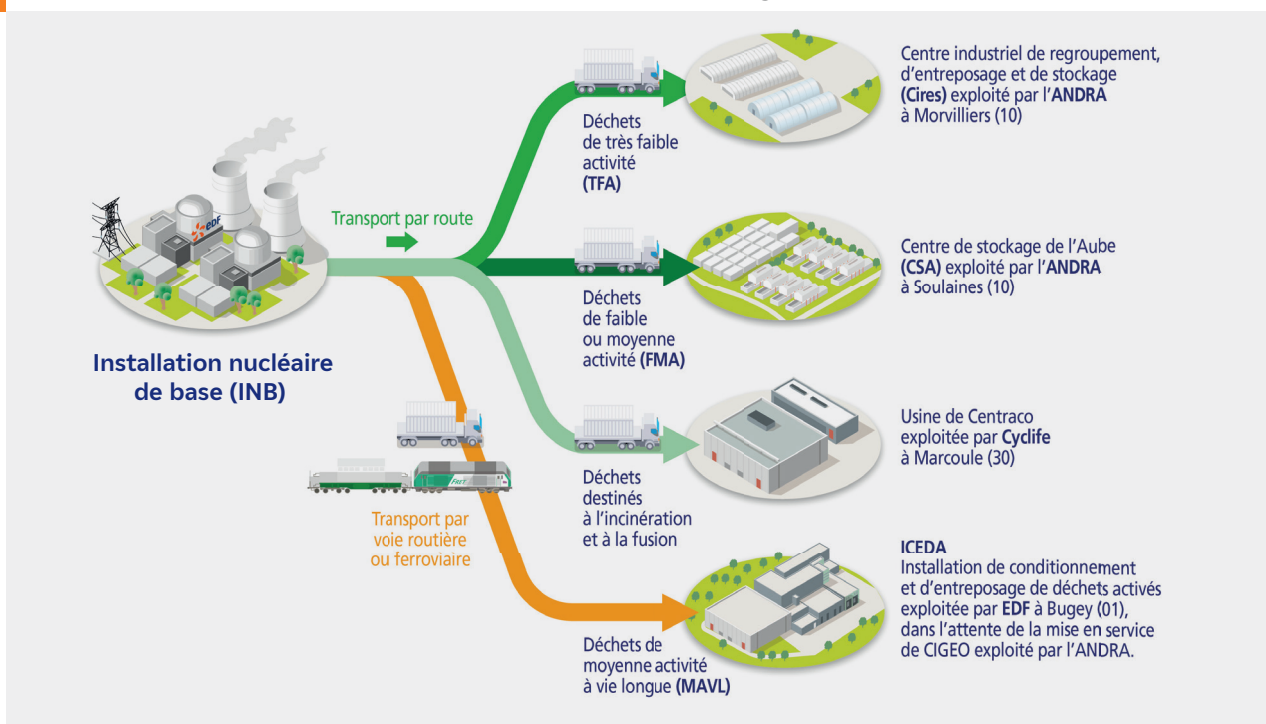 Centre industriel de regroupement,
d'entreposage et de stockage
(Cires) exploité par l'ANDRA
à Morvilliers (10)
Déchets
de très faible
activité
(TFA)
edf
Transport par route
Centre de stockage de l'Aube
(CSA) exploité par l'ANDRA
à Soulaines (10)
Déchets
de faible
ou moyenne
activité (FMA)
Installation nucléaire
de base (INB)
Usine de Centraco
exploitée par Cyclife
à Marcoule (30)
Déchets
destinés
à l'incinération
et à la fusion
FRET
Transport par
voie routière
ou ferroviaire
ICEDA
Installation de conditionnement
et d'entreposage de déchets activés
exploitée par EDF à Bugey (01),
dans l'attente de la mise en service
de CIGEO exploité par l'ANDRA.
Déchets de
moyenne activité
à vie longue (MAVL)